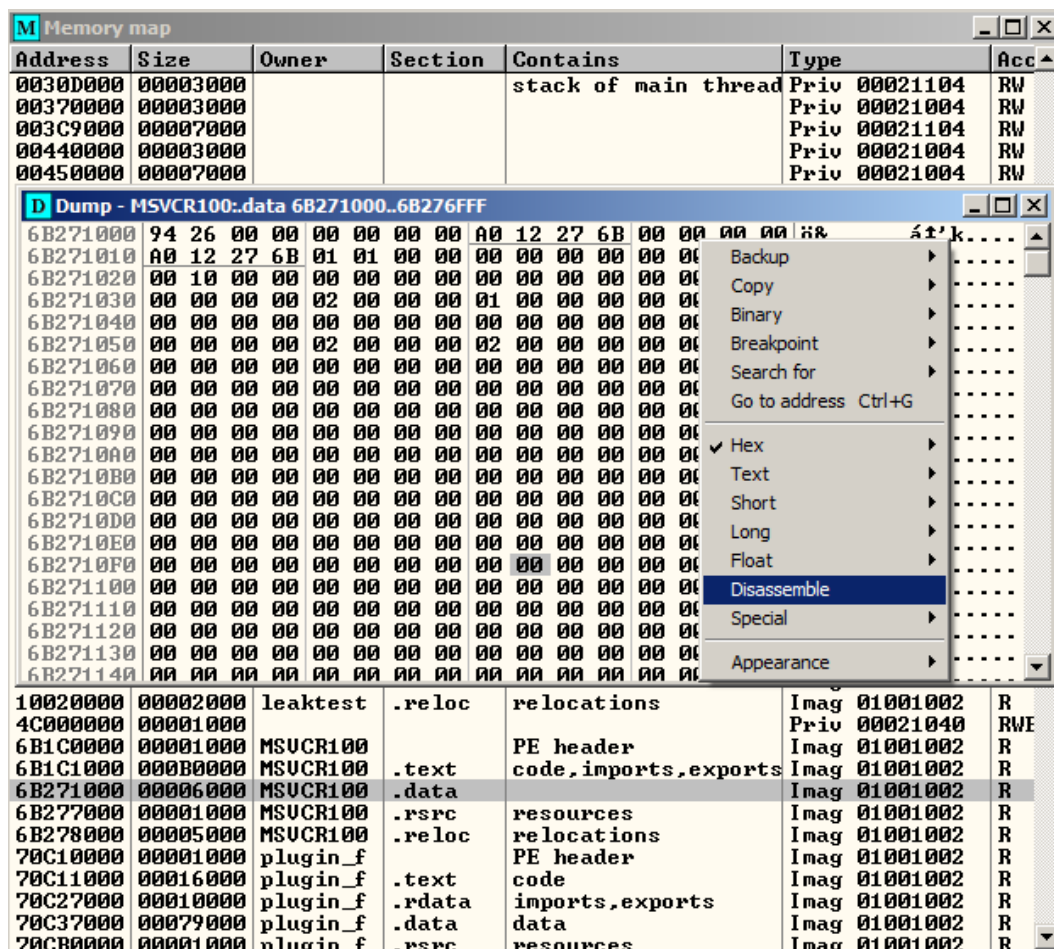 M Memory map
Address Size Owner Section Contains Type Acc
0030D000 00003000 stack of main thread Priv 00021104 RW
00370000 00003000 Priv 00021004 RW
003C9000 00007000 Priv 00021104 RW
00440000 00003000 Priv 00021004 RW
00450000 00007000 Priv 00021004 RW
D Dump - MSVCR100:.data 6B271000..6B276FFF
6B271000 94 26 00 00 00 00 00 00 A0 12 27 6B 00 00 00 00 ö& á‡'k....
6B271010 A0 12 27 6B 01 01 00 00 00 00 00 00 00
6B271020 00 10 00 00 00 00 00 00 00 00 00 00 00
6B271030 00 00 00 00 02 00 00 00 01 00 00 00 00
6B271040 00 00 00 00 00 00 00 00 00 00 00 00 00
6B271050 00 00 00 00 02 00 00 00 02 00 00 00 00
6B271060 00 00 00 00 00 00 00 00 00 00 00 00 00
6B271070 00 00 00 00 00 00 00 00 00 00 00 00 00
6B271080 00 00 00 00 00 00 00 00 00 00 00 00 00
6B271090 00 00 00 00 00 00 00 00 00 00 00 00 00
6B2710A0 00 00 00 00 00 00 00 00 00 00 00 00 00
6B2710B0 00 00 00 00 00 00 00 00 00 00 00 00 00
6B2710C0 00 00 00 00 00 00 00 00 00 00 00 00 00
6B2710D0 00 00 00 00 00 00 00 00 00 00 00 00 00
6B2710E0 00 00 00 00 00 00 00 00 00 00 00 00 00
6B2710F0 00 00 00 00 00 00 00 00 00 00 00 00 00
6B271100 00 00 00 00 00 00 00 00 00 00 00 00 00
6B271110 00 00 00 00 00 00 00 00 00 00 00 00 00
6B271120 00 00 00 00 00 00 00 00 00 00 00 00 00
6B271130 00 00 00 00 00 00 00 00 00 00 00 00 00
6B271140 00 00 00 00 00 00 00 00 00 00 00 00 00
Backup
Copy
Binary
Breakpoint
Search for
Go to address Ctrl+G
Hex
Text
Short
Long
Float
Disassemble
Special
Appearance
10020000 00002000 leaktest .reloc relocations Imag 01001002 R
4C000000 00001000 Priv 00021040 RWE
6B1C0000 00001000 MSVCR100 PE header Imag 01001002 R
6B1C1000 000B0000 MSVCR100 .text code,imports,exports Imag 01001002 R
6B271000 00006000 MSVCR100 .data Imag 01001002 R
6B277000 00001000 MSVCR100 .rsrc resources Imag 01001002 R
6B278000 00005000 MSVCR100 .reloc relocations Imag 01001002 R
70C10000 00001000 plugin_f PE header Imag 01001002 R
70C11000 00016000 plugin_f .text code Imag 01001002 R
70C27000 00010000 plugin_f .rdata imports,exports Imag 01001002 R
70C37000 00079000 plugin_f .data data Imag 01001002 R
70CB0000 00001000 plugin_f .rsrc resources Imag 01001002 R